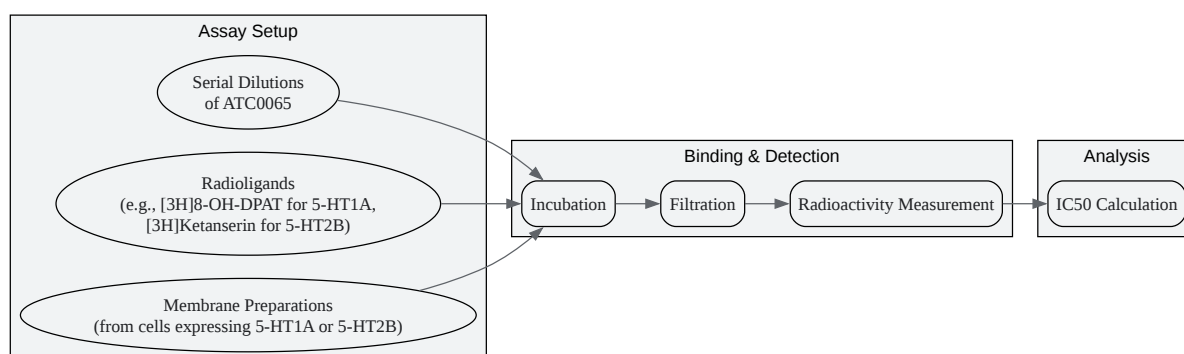 Assay Setup
Serial Dilutions
of ATC0065
Radioligands
(e.g., [3H]8-OH-DPAT for 5-HT1A,
[3H]Ketanserin for 5-HT2B)
Membrane Preparations
(from cells expressing 5-HT1A or 5-HT2B)
Binding & Detection
Incubation
Filtration
Radioactivity Measurement
Analysis
IC50 Calculation